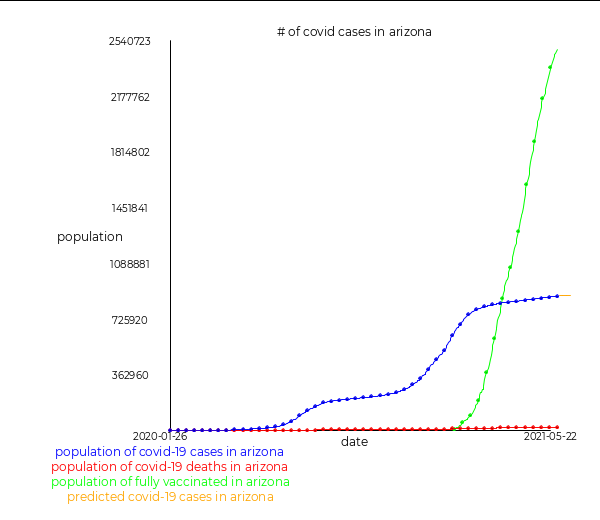 # of covid cases in arizona
2540723
2177762
1814802
1451841
population
1088881
725920
362960
2020-01-26
date
2021-05-22
population of covid-19 cases in arizona
population of covid-19 deaths in arizona
population of fully vaccinated in arizona
predicted covid-19 cases in arizona